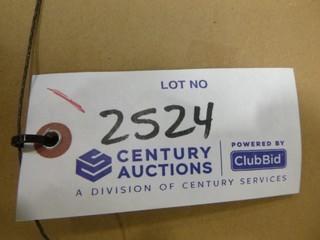 LOT NO
2524
CENTURY AUCTIONS
POWERED BY
ClubBid
A DIVISION OF CENTURY SERVICES